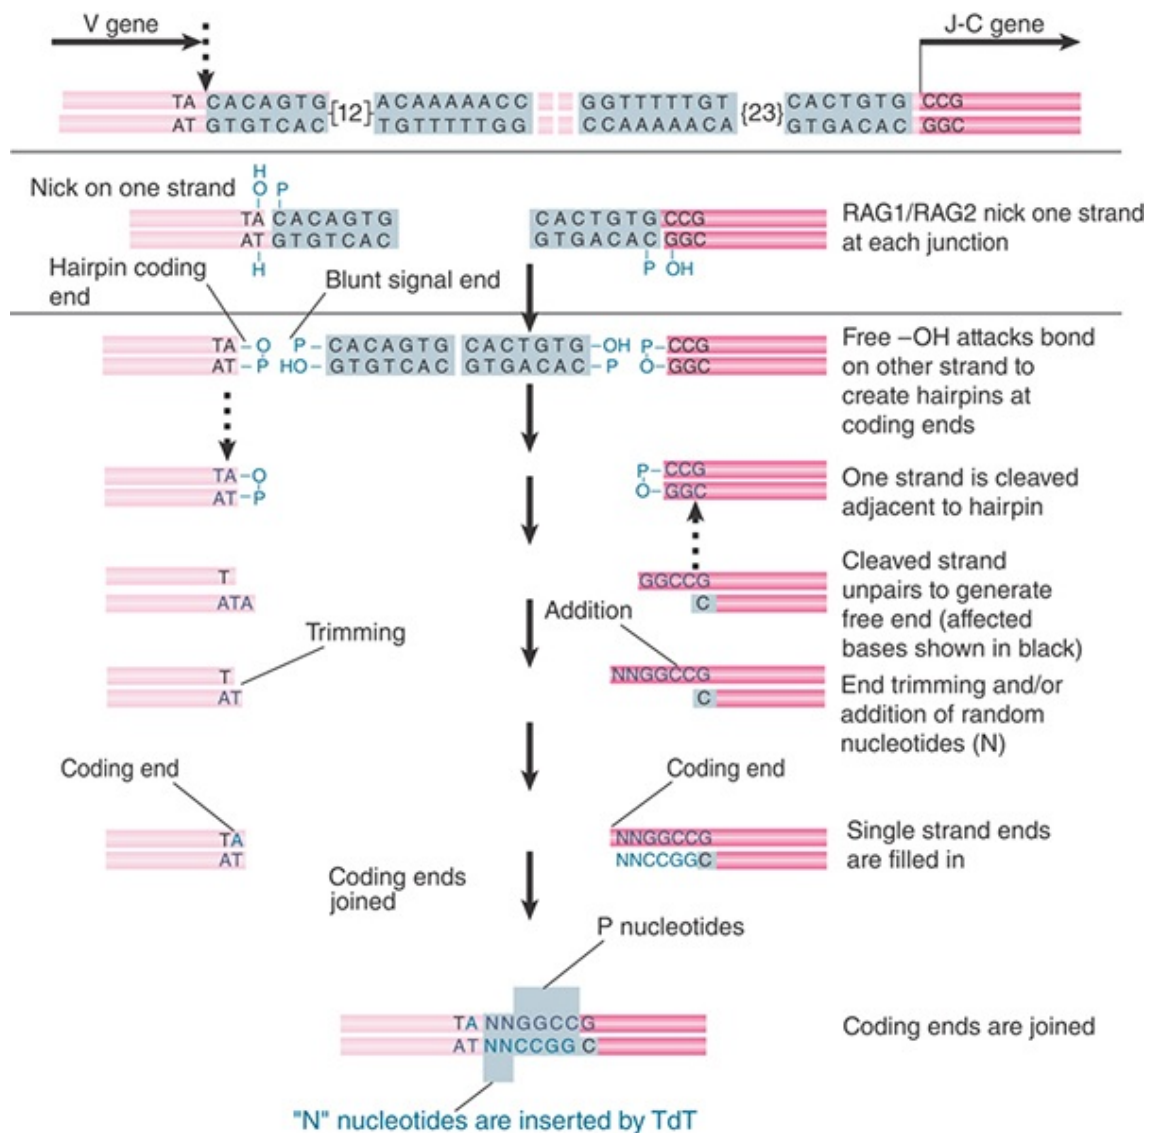 V gene
J-C gene
TA CACAGTG {12} ACAAAAACC GGTTTTTGT {23} CACTGTG CCG
AT GTGTCAC TGTTTTTGG CCAAAAACA GTGACAC GGC
Nick on one strand
H
O P
TA CACAGTG CACTGTG CCG
AT GTGTCAC GTGACAC GGC
H P OH
RAG1/RAG2 nick one strand
at each junction
Hairpin coding
end
Blunt signal end
TA–O P–CACAGTG CACTGTG–OH P–CCG
AT–P HO–GTGTCAC GTGACAC–P O–GGC
Free –OH attacks bond
on other strand to
create hairpins at
coding ends
TA–O P–CCG
AT–P O–GGC
One strand is cleaved
adjacent to hairpin
T GGCCG
ATA C
Cleaved strand
unpairs to generate
free end (affected
bases shown in black)
Trimming
Addition
T NNGGCCG
AT C
End trimming and/or
addition of random
nucleotides (N)
Coding end
Coding end
TA NNGGCCG
AT NNCCGGC
Single strand ends
are filled in
Coding ends
joined
P nucleotides
TA NNGGCCG
AT NNCCGG C
Coding ends are joined
"N" nucleotides are inserted by TdT